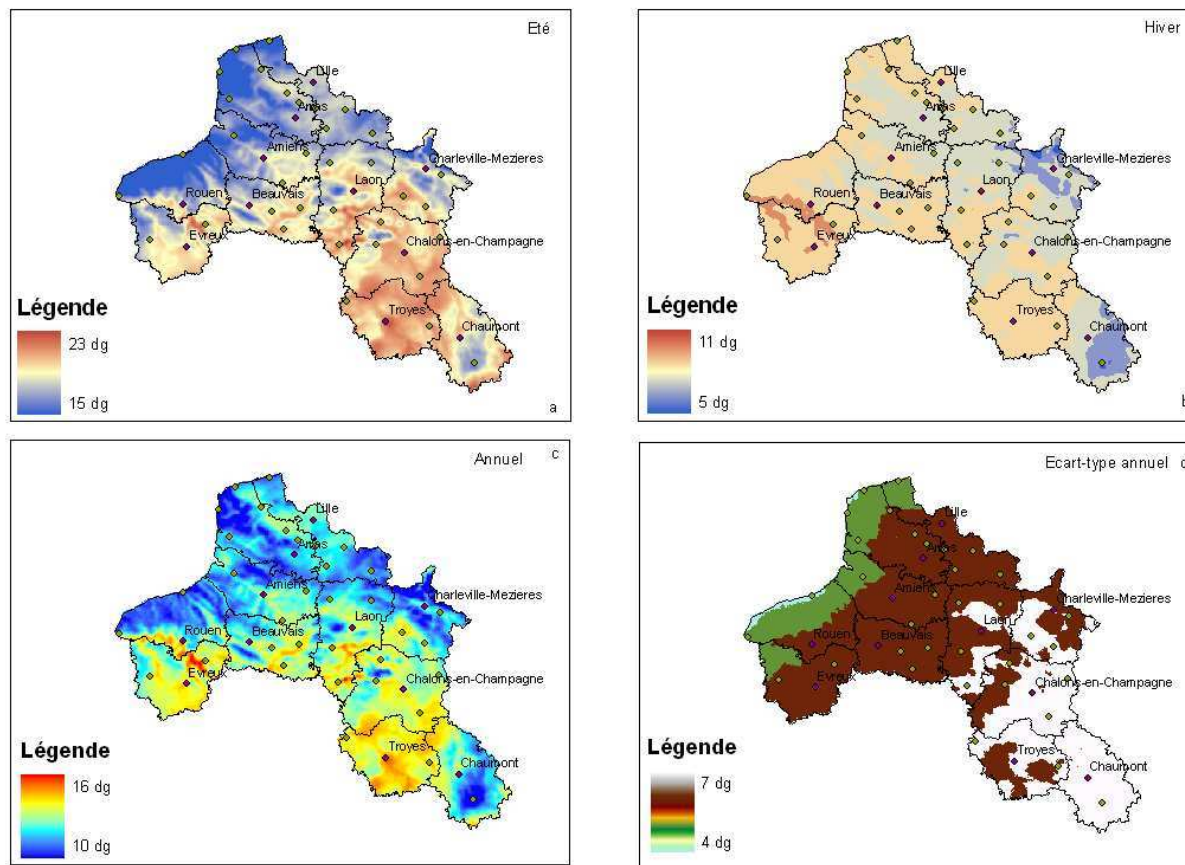 Eté
Lille
Arras
Amiens
Charleville-Mezieres
Rouen
Beauvais
Laon
Evreux
Chalons-en-Champagne
Troyes
Chaumont
Légende
23 dg
15 dg
a
Hiver
Lille
Arras
Amiens
Charleville-Mezieres
Rouen
Beauvais
Laon
Evreux
Chalons-en-Champagne
Troyes
Chaumont
Légende
11 dg
5 dg
b
Annuel c
Lille
Arras
Amiens
Charleville-Mezieres
Rouen
Beauvais
Laon
Evreux
Chalons-en-Champagne
Troyes
Chaumont
Légende
16 dg
10 dg
Ecart-type annuel d
Lille
Arras
Amiens
Charleville-Mezieres
Rouen
Beauvais
Laon
Evreux
Chalons-en-Champagne
Troyes
Chaumont
Légende
7 dg
4 dg